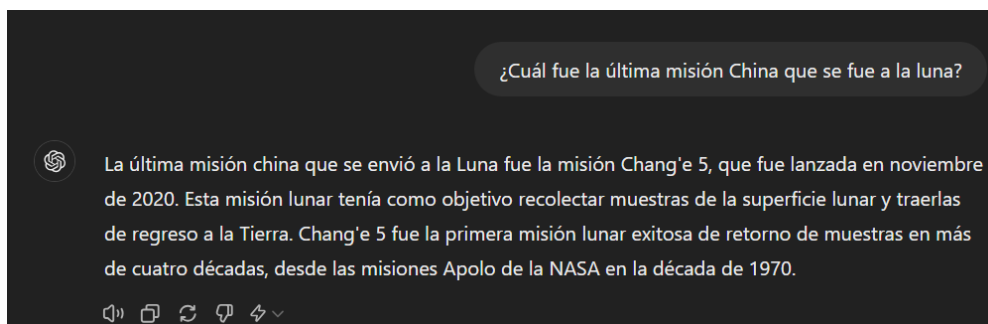 ¿Cuál fue la última misión China que se fue a la luna?
La última misión china que se envió a la Luna fue la misión Chang'e 5, que fue lanzada en noviembre
de 2020. Esta misión lunar tenía como objetivo recolectar muestras de la superficie lunar y traerlas
de regreso a la Tierra. Chang'e 5 fue la primera misión lunar exitosa de retorno de muestras en más
de cuatro décadas, desde las misiones Apolo de la NASA en la década de 1970.